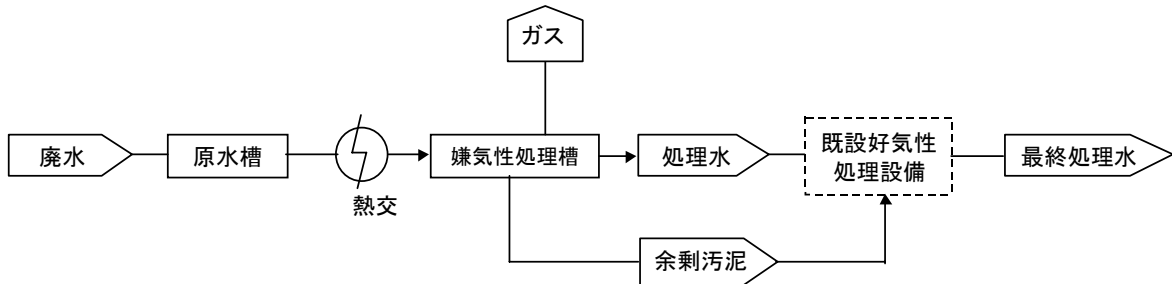 ガス
廃水
原水槽
熱交
嫌気性処理槽
処理水
既設好気性
処理設備
最終処理水
余剰汚泥